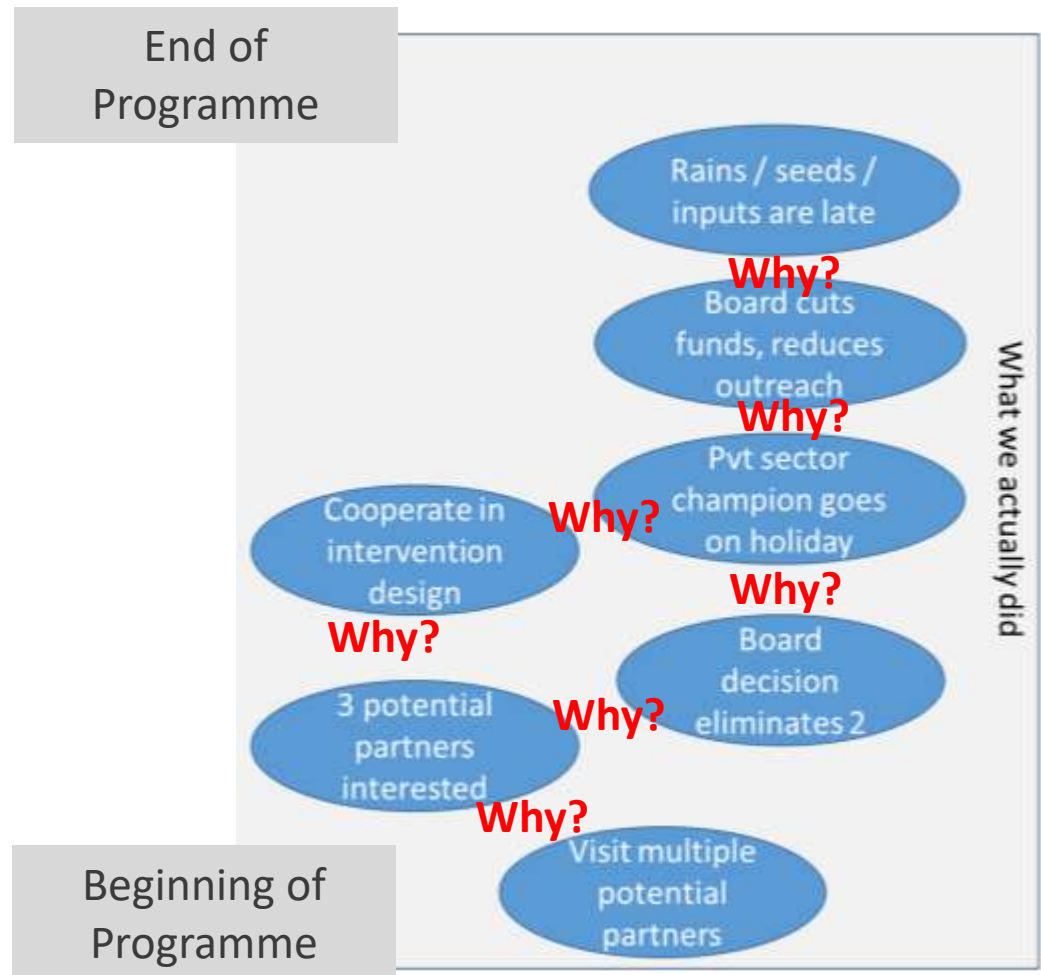 End of
Programme
Rains / seeds /
inputs are late
Why?
Board cuts
funds, reduces
outreach
Why?
Pvt sector
champion goes
on holiday
Why?
Cooperate in
intervention
design
Why?
Why?
Board
decision
eliminates 2
Why?
3 potential
partners
interested
Why?
Visit multiple
potential
partners
What we actually did
Beginning of
Programme